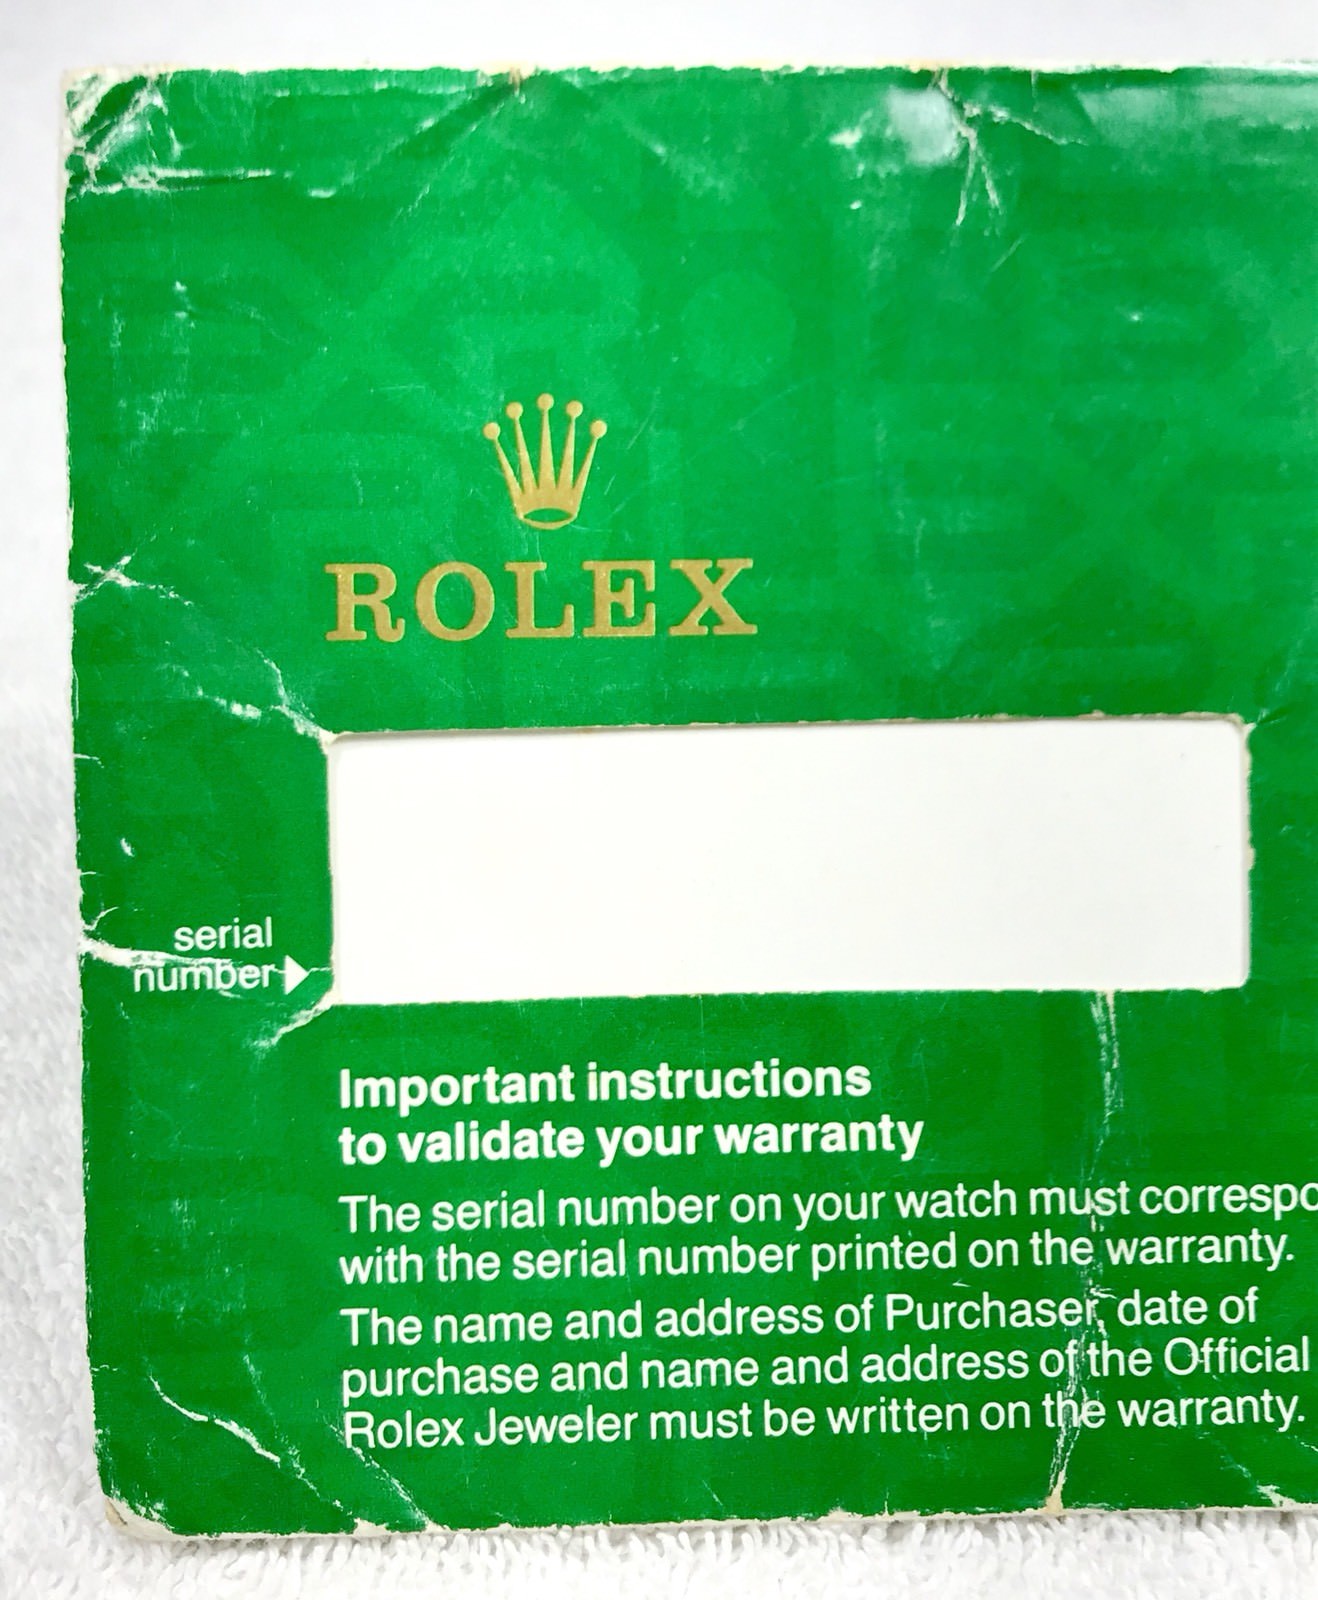 ROLEX
serial
number
Important instructions
to validate your warranty
The serial number on your watch must correspo
with the serial number printed on the warranty.
The name and address of Purchaser date of
purchase and name and address of the Official
Rolex Jeweler must be written on the warranty.